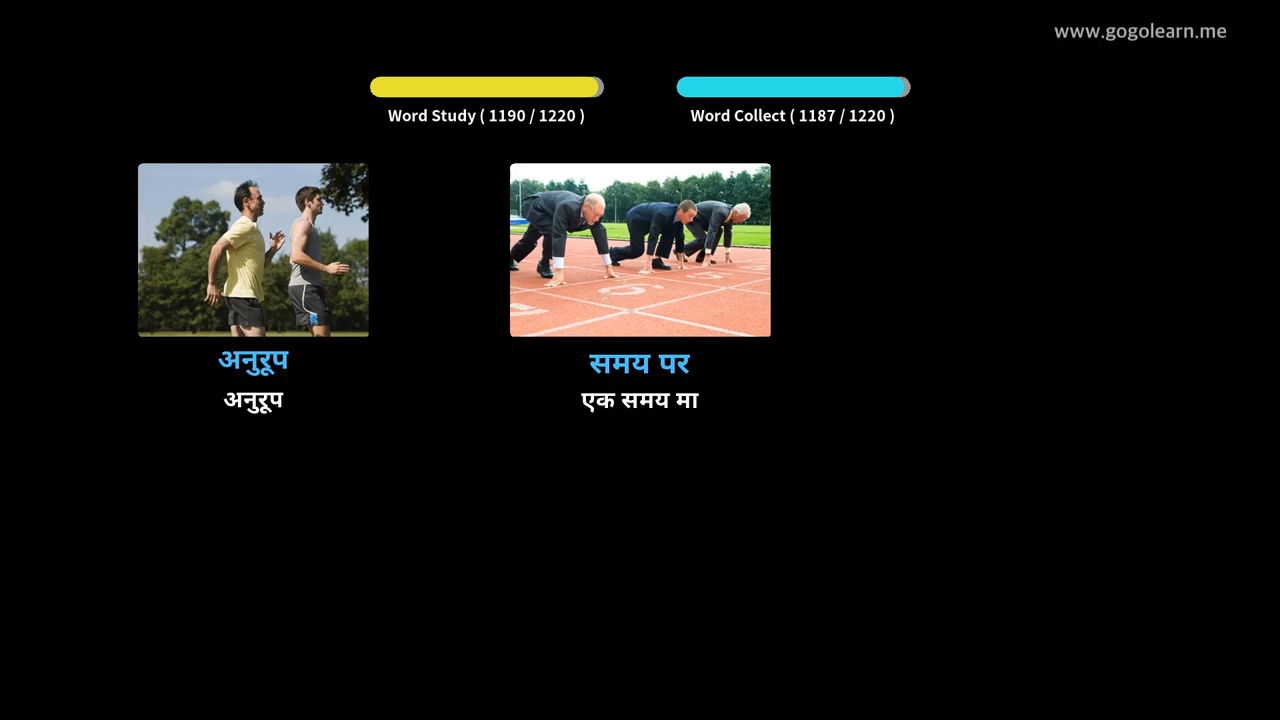 www.gogolearn.me
Word Study ( 1190 / 1220 )
Word Collect ( 1187 / 1220 )
अनुरूप
अनुरूप
समय पर
एक समय मा